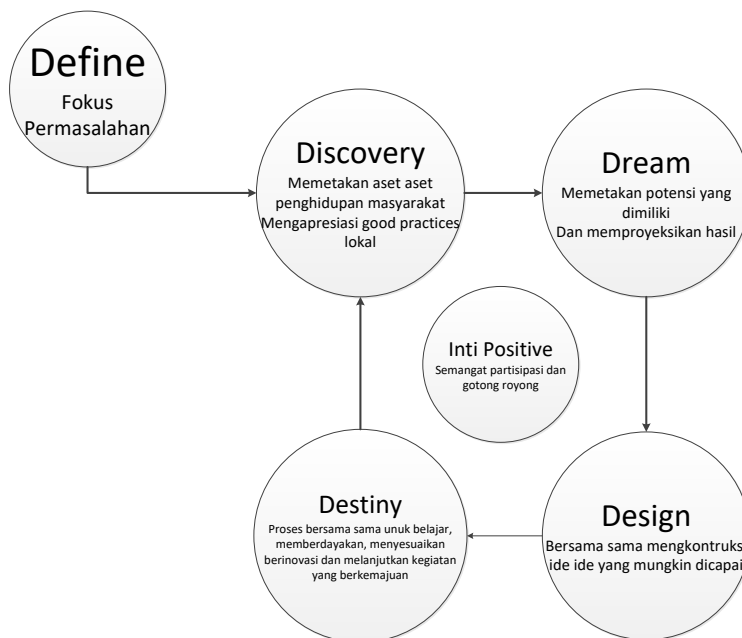 Define
Fokus
Permasalahan
Discovery
Memetakan aset aset
penghidupan masyarakat
Mengapresiasi good practices
lokal
Dream
Memetakan potensi yang
dimiliki
Dan memproyeksikan hasil
Inti Positive
Semangat partisipasi dan
gotong royong
Destiny
Proses bersama sama unuk belajar,
memberdayakan, menyesuaikan
berinovasi dan melanjutkan kegiatan
yang berkemajuan
Design
Bersama sama mengkontruks
ide ide yang mungkin dicapai